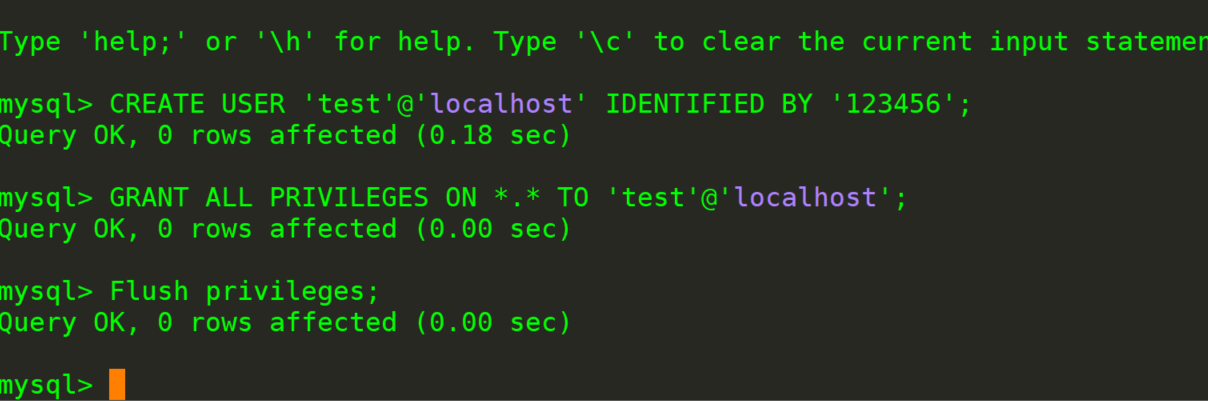 Type 'help;' or '\h' for help. Type '\c' to clear the current input
mysql> CREATE USER 'test'@'localhost' IDENTIFIED BY '123456';
Query OK, 0 rows affected (0.18 sec)
mysql> GRANT ALL PRIVILEGES ON *.* TO 'test'@'localhost';
Query OK, 0 rows affected (0.00 sec)
mysql> Flush privileges;
Query OK, 0 rows affected (0.00 sec)
mysql>